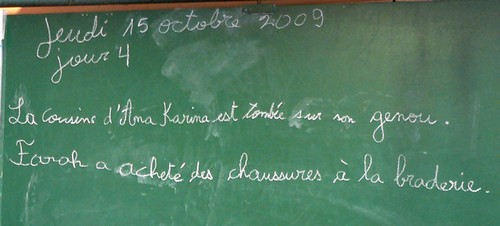 Jeudi 15 octobre 2009
jour 4
La cousine d'Ana Karina est tombée sur son genou.
Farah a acheté des chaussures à la braderie.